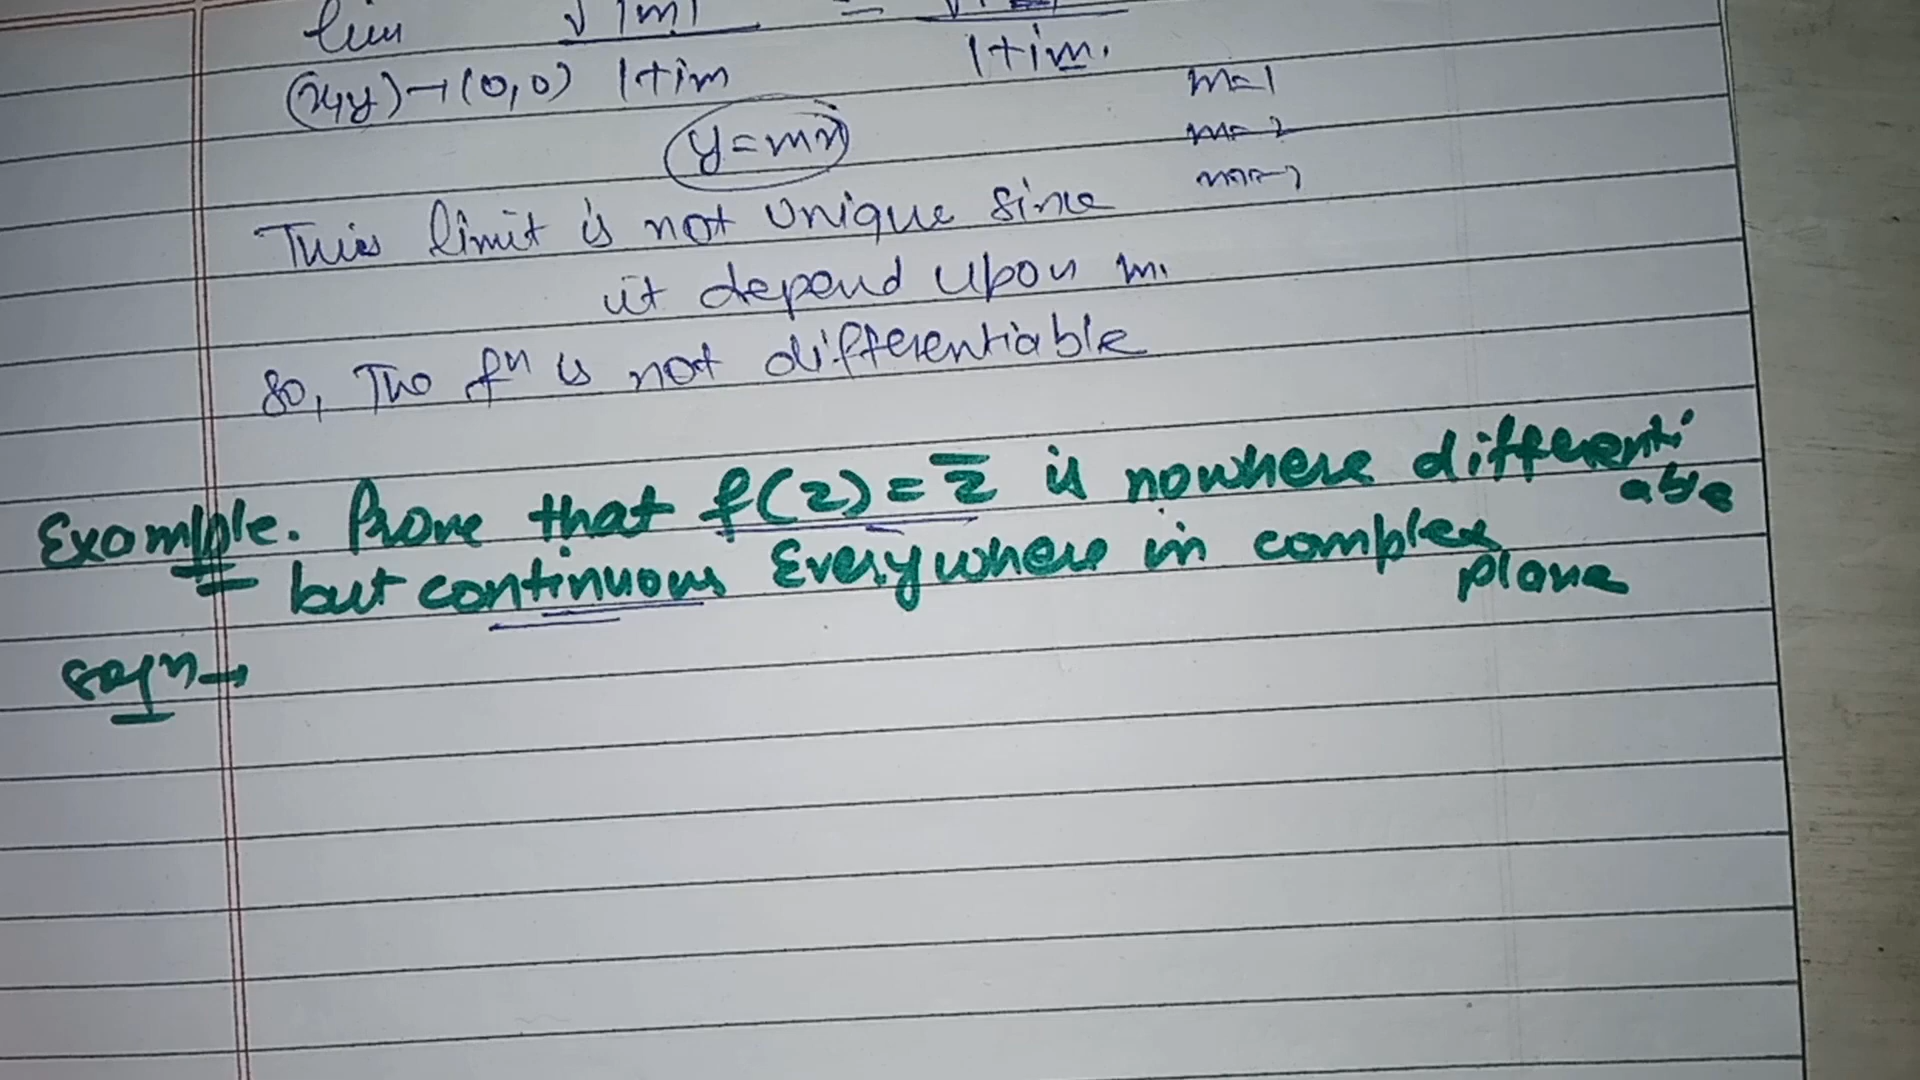 lim √|m| =
(x,y)→(0,0) 1+im 1+im.
m=1
y=mx
m=2
This limit is not Unique Since
it depend upon m.
So, The fⁿ is not differentiable
Example. Prove that f(z) = z̅ is nowhere differenti
able
but continuous Everywhere in complex
plane
Solⁿ→